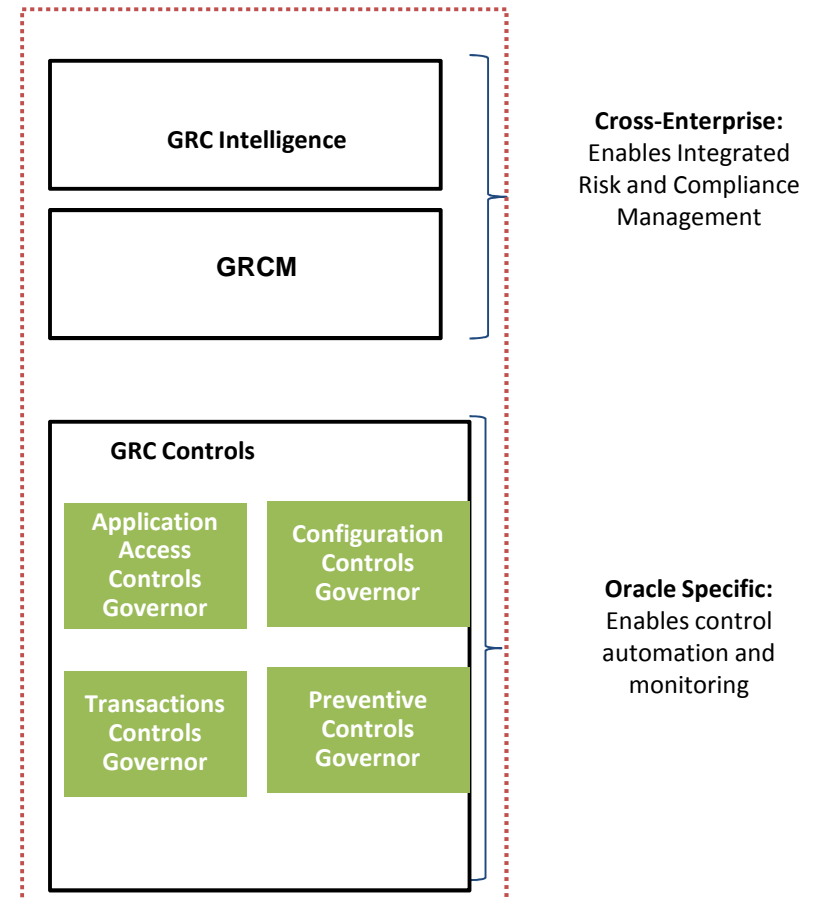 GRC Intelligence
Cross-Enterprise:
Enables Integrated
Risk and Compliance
Management
GRCM
GRC Controls
Application
Access
Controls
Governor
Configuration
Controls
Governor
Transactions
Controls
Governor
Preventive
Controls
Governor
Oracle Specific:
Enables control
automation and
monitoring